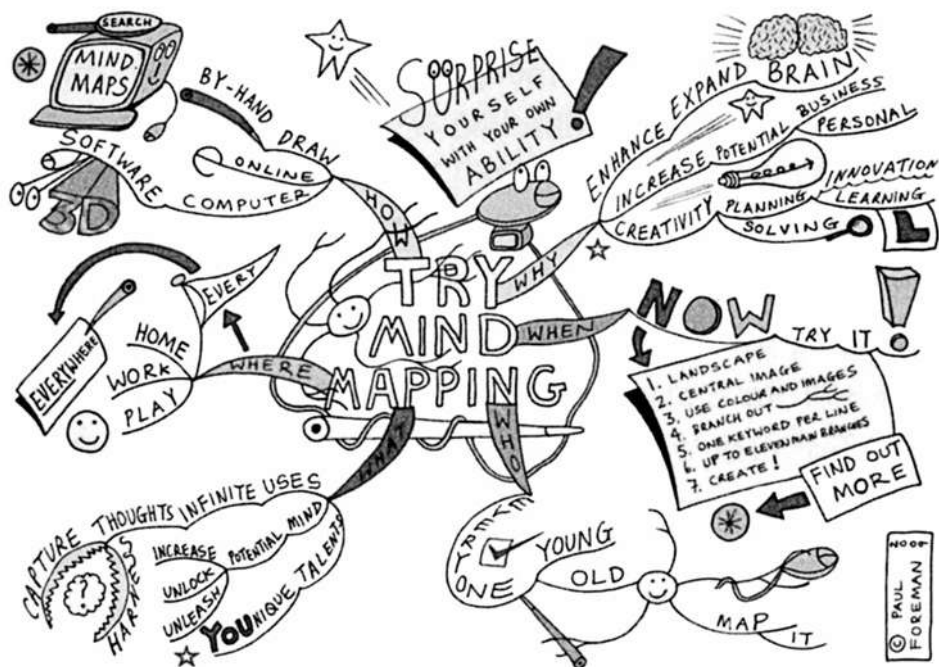 SEARCH
MIND
MAPS
BY-HAND DRAW
ONLINE
SOFTWARE COMPUTER
3D
HOW
SURPRISE
YOURSELF
WITH YOUR OWN
ABILITY
!
ENHANCE EXPAND BRAIN
INCREASE POTENTIAL BUSINESS
PERSONAL
CREATIVITY PLANNING INNOVATION
LEARNING
SOLVING
L
WHY
TRY
MIND
MAPPING
WHEN
NOW
TRY IT
!
1. LANDSCAPE
2. CENTRAL IMAGE
3. USE COLOUR AND IMAGES
4. BRANCH OUT
5. ONE KEYWORD PER LINE
6. UP TO ELEVEN MAIN BRANCHES
7. CREATE!
FIND OUT
MORE
WHERE
EVERY
HOME
WORK
PLAY
EVERYWHERE
WHAT
CAPTURE THOUGHTS INFINITE USES
HARNESS
INCREASE POTENTIAL MIND
UNLOCK
UNLEASH
YOUNIQUE TALENTS
WHO
EVERYONE
YOUNG
OLD
MAP
IT
© PAUL
FOREMAN